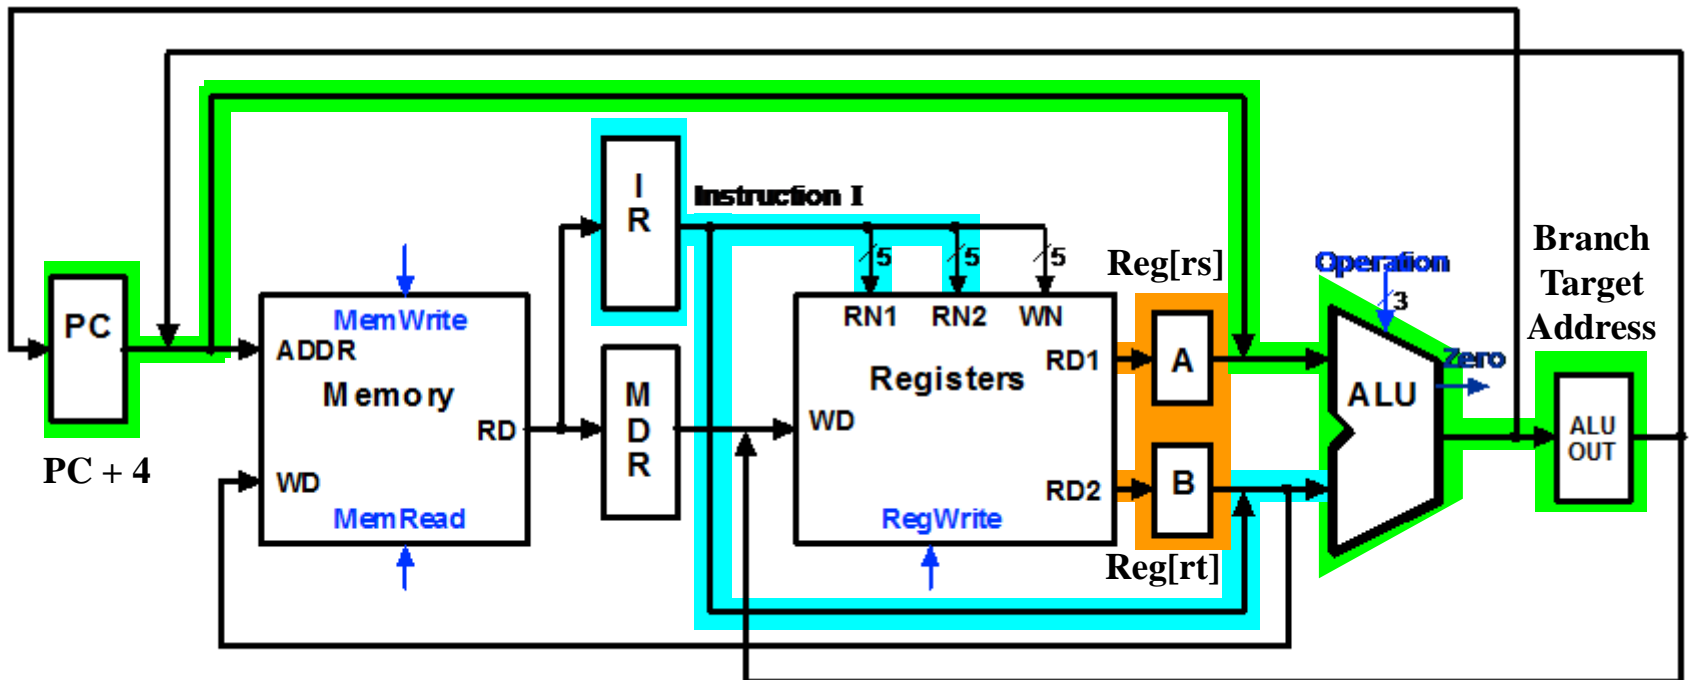 I
R
Instruction I
5
5
5
Reg[rs]
Operation
3
Branch
Target
Address
PC
MemWrite
ADDR
Memory
RD
WD
MemRead
PC + 4
M
D
R
RN1
RN2
WN
RD1
Registers
WD
RD2
RegWrite
A
B
Reg[rt]
Zero
ALU
ALU
OUT